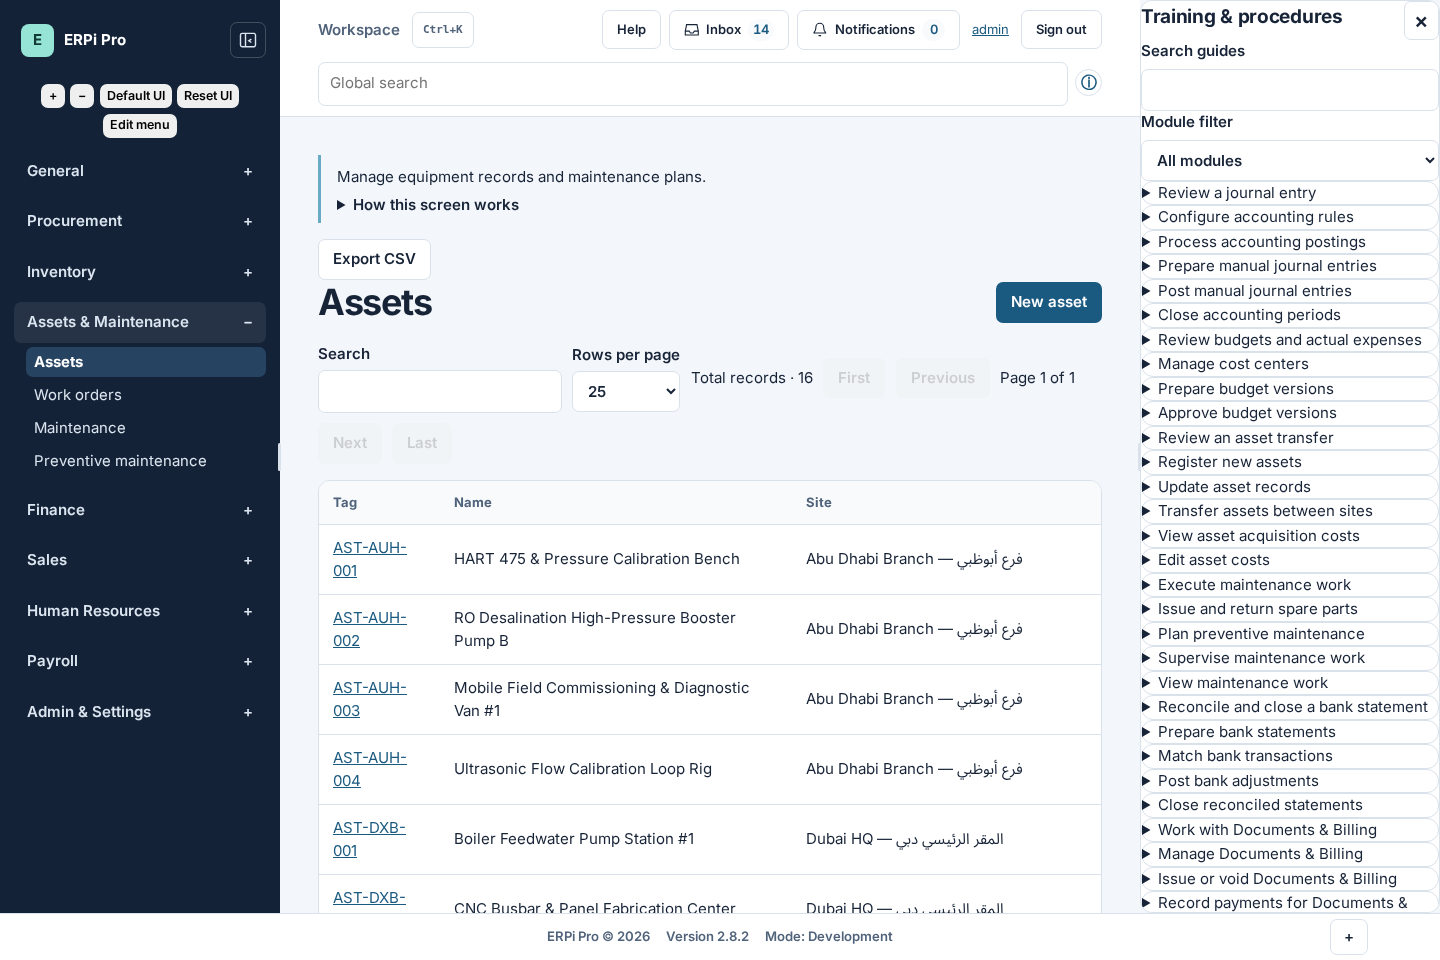 E ERPi Pro
+ − Default UI Reset UI
Edit menu
General +
Procurement +
Inventory +
Assets & Maintenance −
Assets
Work orders
Maintenance
Preventive maintenance
Finance +
Sales +
Human Resources +
Payroll +
Admin & Settings +
Workspace Ctrl+K Help Inbox 14 Notifications 0 admin Sign out
Global search
Manage equipment records and maintenance plans.
How this screen works
Export CSV
Assets New asset
Search Rows per page
25 Total records · 16 First Previous Page 1 of 1
Next Last
Tag Name Site
AST-AUH-001 HART 475 & Pressure Calibration Bench Abu Dhabi Branch — فرع أبوظبي
AST-AUH-002 RO Desalination High-Pressure Booster Pump B Abu Dhabi Branch — فرع أبوظبي
AST-AUH-003 Mobile Field Commissioning & Diagnostic Van #1 Abu Dhabi Branch — فرع أبوظبي
AST-AUH-004 Ultrasonic Flow Calibration Loop Rig Abu Dhabi Branch — فرع أبوظبي
AST-DXB-001 Boiler Feedwater Pump Station #1 Dubai HQ — المقر الرئيسي دبي
AST-DXB- CNC Busbar & Panel Fabrication Center Dubai HQ — المقر الرئيسي دبي
Training & procedures ×
Search guides
Module filter
All modules
Review a journal entry
Configure accounting rules
Process accounting postings
Prepare manual journal entries
Post manual journal entries
Close accounting periods
Review budgets and actual expenses
Manage cost centers
Prepare budget versions
Approve budget versions
Review an asset transfer
Register new assets
Update asset records
Transfer assets between sites
View asset acquisition costs
Edit asset costs
Execute maintenance work
Issue and return spare parts
Plan preventive maintenance
Supervise maintenance work
View maintenance work
Reconcile and close a bank statement
Prepare bank statements
Match bank transactions
Post bank adjustments
Close reconciled statements
Work with Documents & Billing
Manage Documents & Billing
Issue or void Documents & Billing
Record payments for Documents &
ERPi Pro © 2026 Version 2.8.2 Mode: Development +